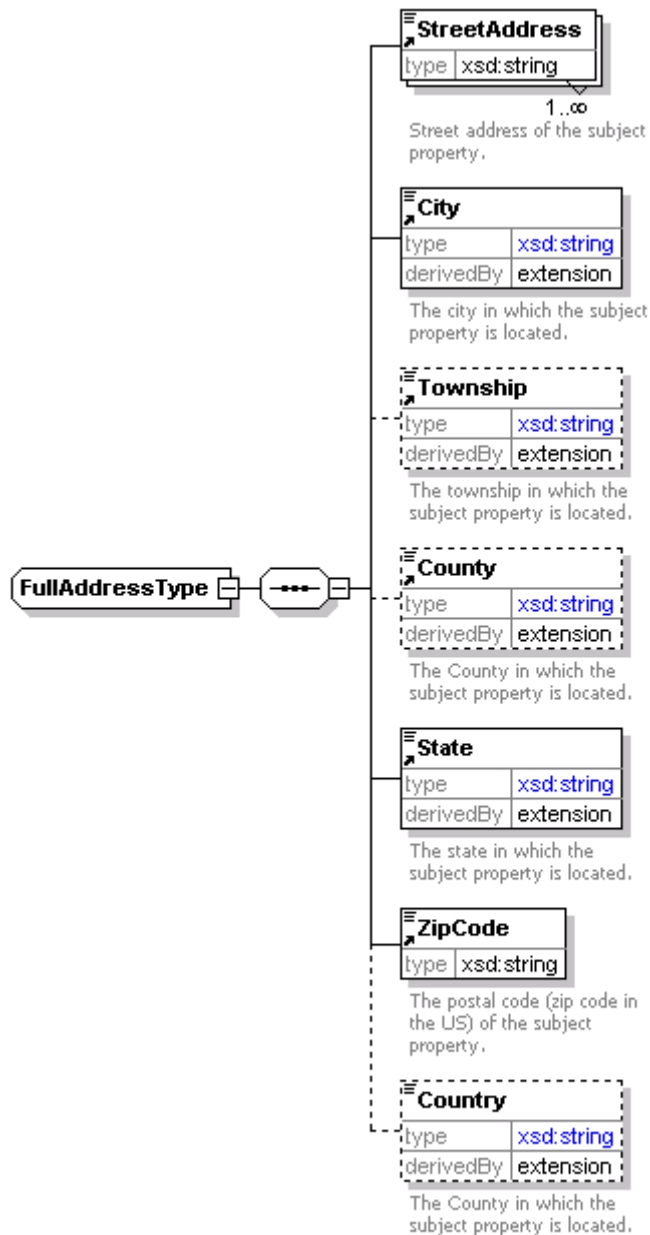 StreetAddress
type xsd:string
1..∞
Street address of the subject
property.
City
type xsd:string
derivedBy extension
The city in which the subject
property is located.
Township
type xsd:string
derivedBy extension
The township in which the
subject property is located.
FullAddressType
County
type xsd:string
derivedBy extension
The County in which the
subject property is located.
State
type xsd:string
derivedBy extension
The state in which the
subject property is located.
ZipCode
type xsd:string
The postal code (zip code in
the US) of the subject
property.
Country
type xsd:string
derivedBy extension
The County in which the
subject property is located.